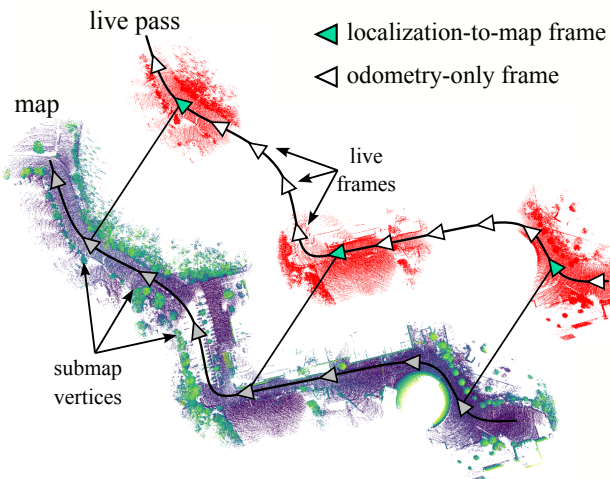 live pass
localization-to-map frame
odometry-only frame
map
live
frames
submap
vertices